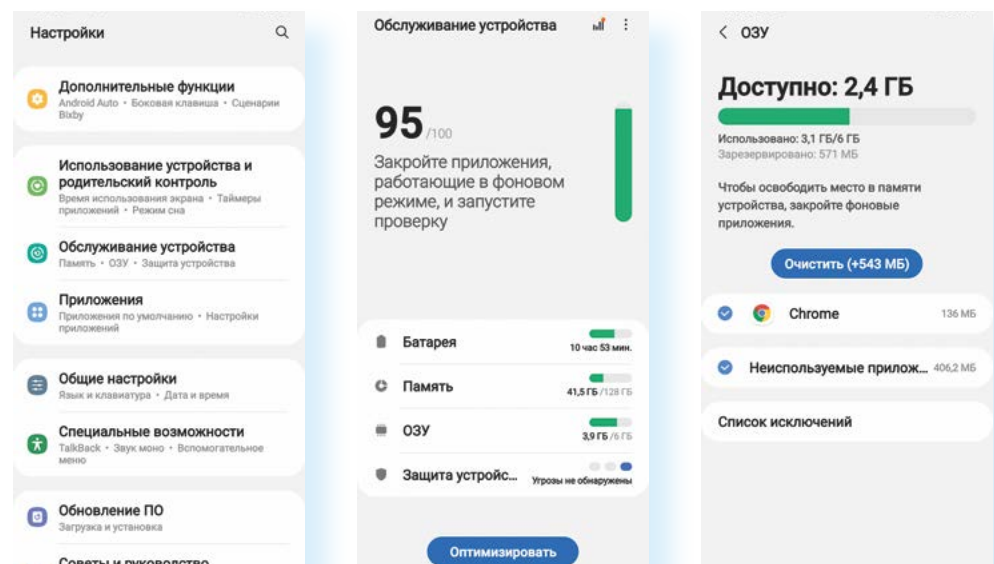 Настройки
Дополнительные функции
Android Auto • Боковая клавиша • Сценарии
Bixby
Использование устройства и
родительский контроль
Время использования экрана • Таймеры
приложений • Режим сна
Обслуживание устройства
Память • ОЗУ • Защита устройства
Приложения
Приложения по умолчанию • Настройки
приложений
Общие настройки
Язык и клавиатура • Дата и время
Специальные возможности
TalkBack • Звук моно • Вспомогательное
меню
Обновление ПО
Загрузка и установка
Советы и руководство
Обслуживание устройства
95/100
Закройте приложения,
работающие в фоновом
режиме, и запустите
проверку
Батарея
10 час 53 мин.
Память
41,5 ГБ /128 ГБ
ОЗУ
3,9 ГБ /6 ГБ
Защита устройс... Угрозы не обнаружены
Оптимизировать
ОЗУ
Доступно: 2,4 ГБ
Использовано: 3,1 ГБ/6 ГБ
Зарезервировано: 571 МБ
Чтобы освободить место в памяти
устройства, закройте фоновые
приложения.
Очистить (+543 МБ)
Chrome 136 МБ
Неиспользуемые прилож... 406,2 МБ
Список исключений